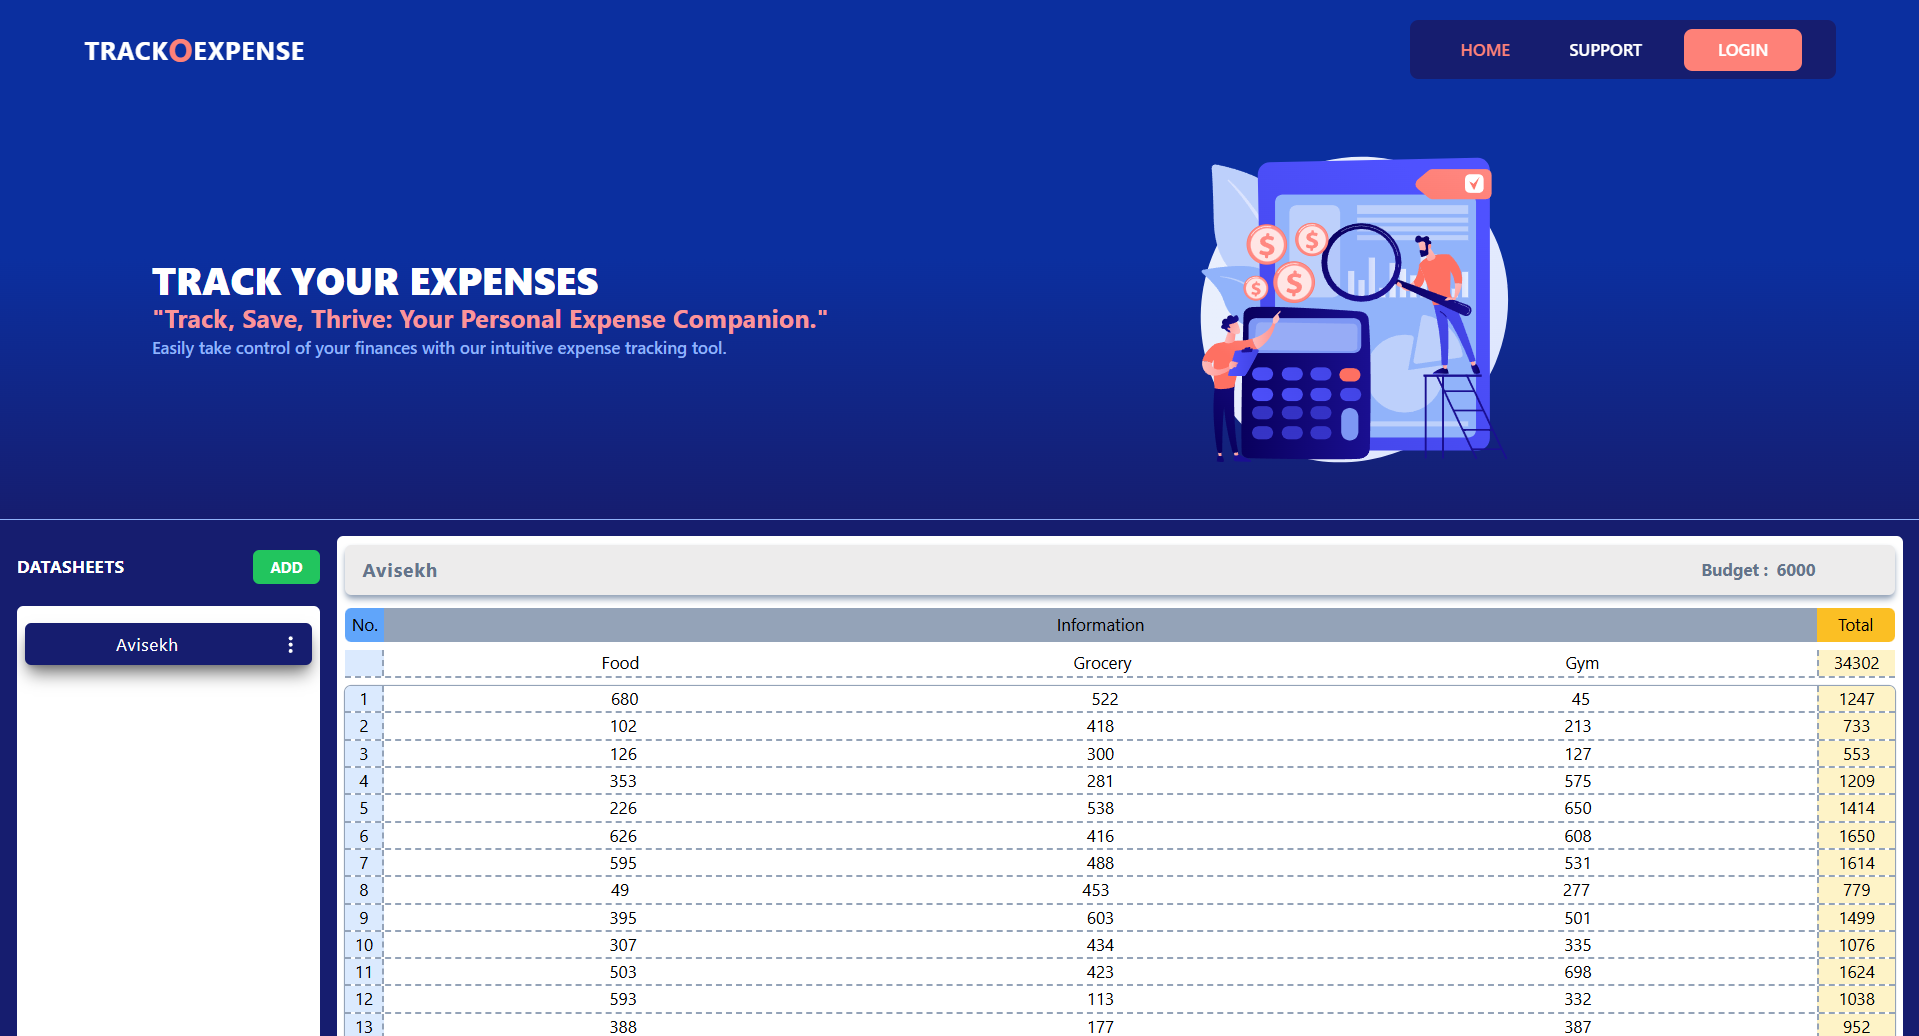 TRACKOEXPENSE
HOME SUPPORT LOGIN
TRACK YOUR EXPENSES
"Track, Save, Thrive: Your Personal Expense Companion."
Easily take control of your finances with our intuitive expense tracking tool.
$ $ $ $
DATASHEETS ADD
Avisekh
Avisekh Budget : 6000
No. Information Total
Food Grocery Gym 34302
1 680 522 45 1247
2 102 418 213 733
3 126 300 127 553
4 353 281 575 1209
5 226 538 650 1414
6 626 416 608 1650
7 595 488 531 1614
8 49 453 277 779
9 395 603 501 1499
10 307 434 335 1076
11 503 423 698 1624
12 593 113 332 1038
13 388 177 387 952